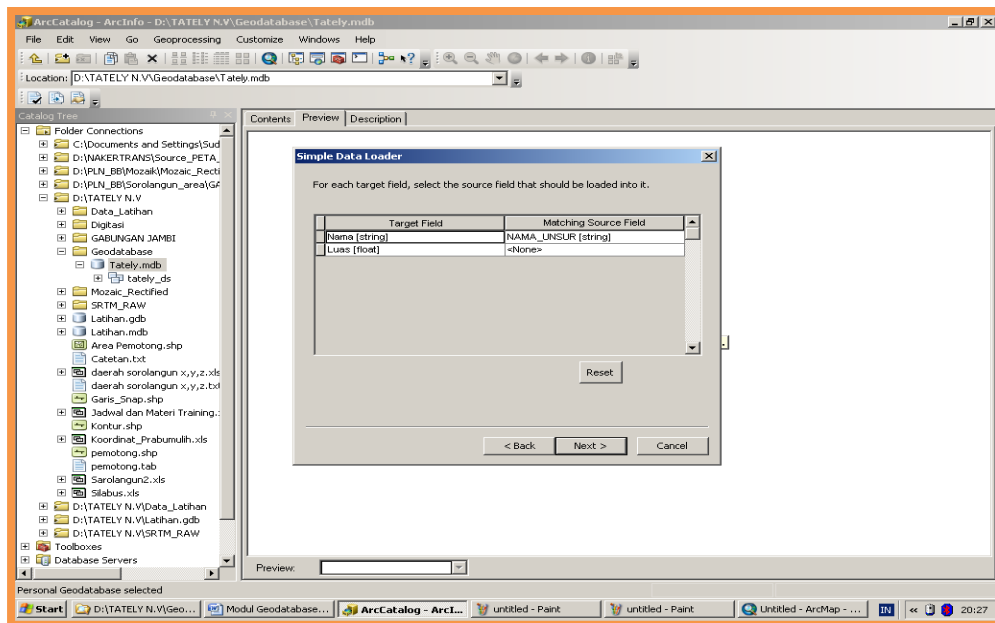 ArcCatalog - ArcInfo - D:\TATELY N.V\Geodatabase\Tately.mdb
File Edit View Go Geoprocessing Customize Windows Help
Location: D:\TATELY N.V\Geodatabase\Tately.mdb
Catalog Tree
Contents Preview Description
Folder Connections
C:\Documents and Settings\Sud
D:\NAKERTRANS\Source_PETA_
D:\PLN_BB\Mozaik\Mozaic_Recti
D:\PLN_BB\Sorolangun_area\GA
D:\TATELY N.V
Data_Latihan
Digitasi
GABUNGAN JAMBI
Geodatabase
Tately.mdb
tately_ds
Mozaic_Rectified
SRTM_RAW
Latihan.gdb
Latihan.mdb
Area Pemotong.shp
Catetan.txt
daerah sorolangun x,y,z.xls
daerah sorolangun x,y,z.txt
Garis_Snap.shp
Jadwal dan Materi Training.
Kontur.shp
Koordinat_Prabumulih.xls
pemotong.shp
pemotong.tab
Sarolangun2.xls
Silabus.xls
D:\TATELY N.V\Data_Latihan
D:\TATELY N.V\Latihan.gdb
D:\TATELY N.V\SRTM_RAW
Toolboxes
Database Servers
Simple Data Loader
For each target field, select the source field that should be loaded into it.
Target Field Matching Source Field
Nama [string] NAMA_UNSUR [string]
Luas [float] <None>
Reset
< Back Next > Cancel
Preview:
Personal Geodatabase selected
Start D:\TATELY N.V\Geo... Modul Geodatabase... ArcCatalog - ArcI... untitled - Paint untitled - Paint Untitled - ArcMap - ... IN « 20:27